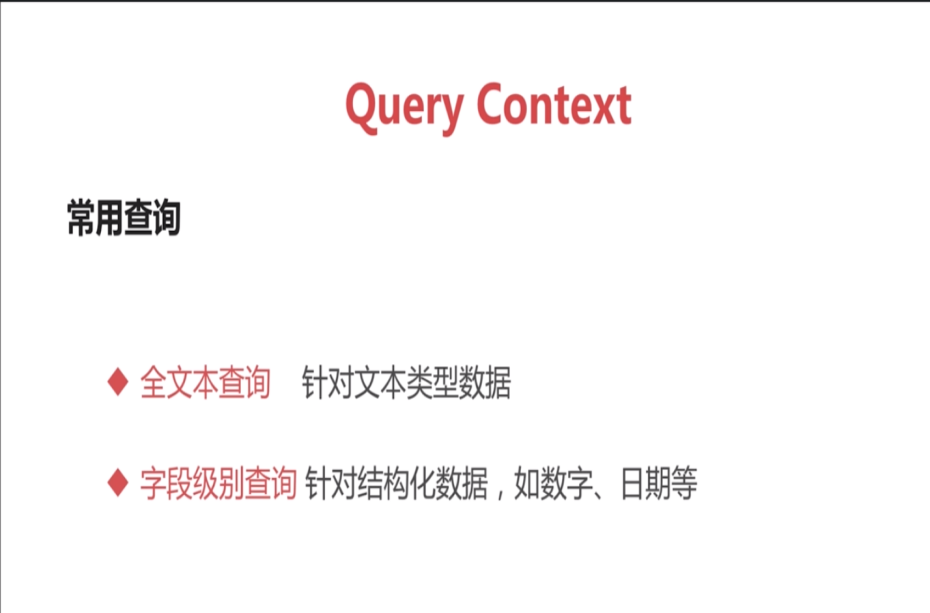 Query Context
常用查询
◆ 全文本查询 针对文本类型数据
◆ 字段级别查询 针对结构化数据，如数字、日期等